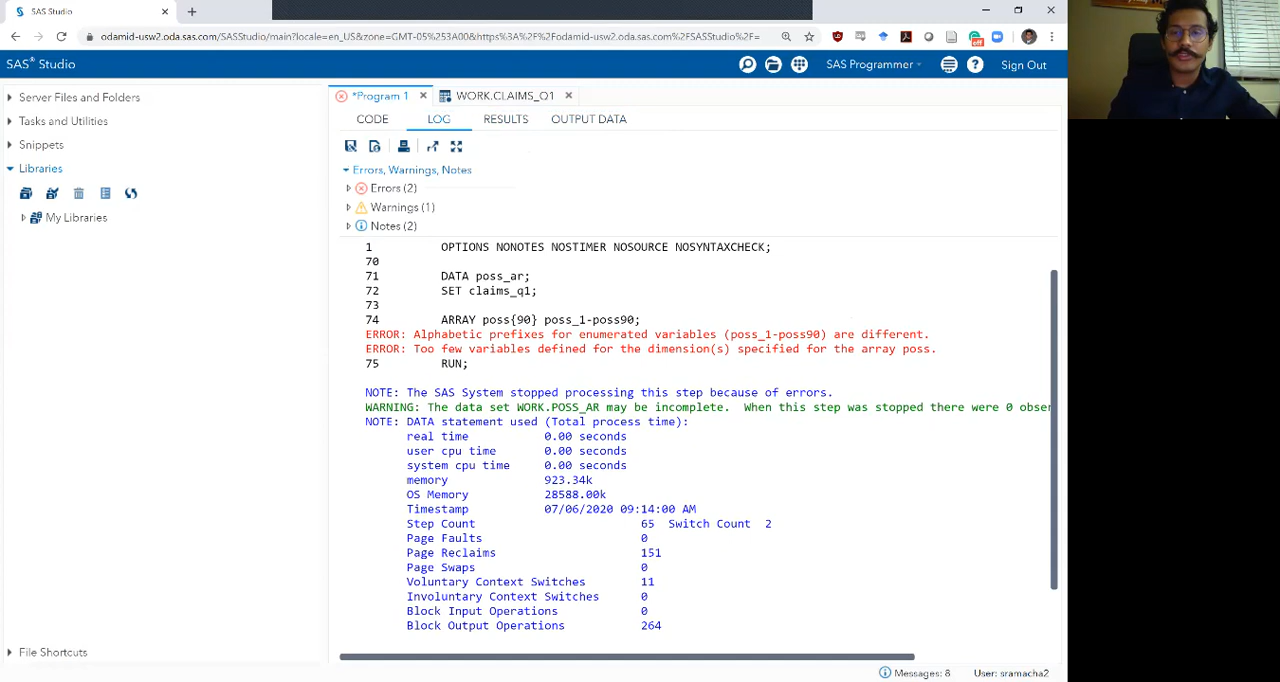 SAS Studio
odamid-usw2.oda.sas.com/SASStudio/main?locale=en_US&zone=GMT-05%253A00&https%3A%2F%2Fodamid-usw2.oda.sas.com%2FSASStudio%2F=
SAS® Studio
SAS Programmer
Sign Out
Server Files and Folders
Tasks and Utilities
Snippets
Libraries
My Libraries
File Shortcuts
*Program 1
WORK.CLAIMS_Q1
CODE LOG RESULTS OUTPUT DATA
Errors, Warnings, Notes
Errors (2)
Warnings (1)
Notes (2)
1 OPTIONS NONOTES NOSTIMER NOSOURCE NOSYNTAXCHECK;
70
71 DATA poss_ar;
72 SET claims_q1;
73
74 ARRAY poss{90} poss_1-poss90;
ERROR: Alphabetic prefixes for enumerated variables (poss_1-poss90) are different.
ERROR: Too few variables defined for the dimension(s) specified for the array poss.
75 RUN;
NOTE: The SAS System stopped processing this step because of errors.
WARNING: The data set WORK.POSS_AR may be incomplete. When this step was stopped there were 0 obser
NOTE: DATA statement used (Total process time):
real time 0.00 seconds
user cpu time 0.00 seconds
system cpu time 0.00 seconds
memory 923.34k
OS Memory 28588.00k
Timestamp 07/06/2020 09:14:00 AM
Step Count 65 Switch Count 2
Page Faults 0
Page Reclaims 151
Page Swaps 0
Voluntary Context Switches 11
Involuntary Context Switches 0
Block Input Operations 0
Block Output Operations 264
Messages: 8
User: sramacha2